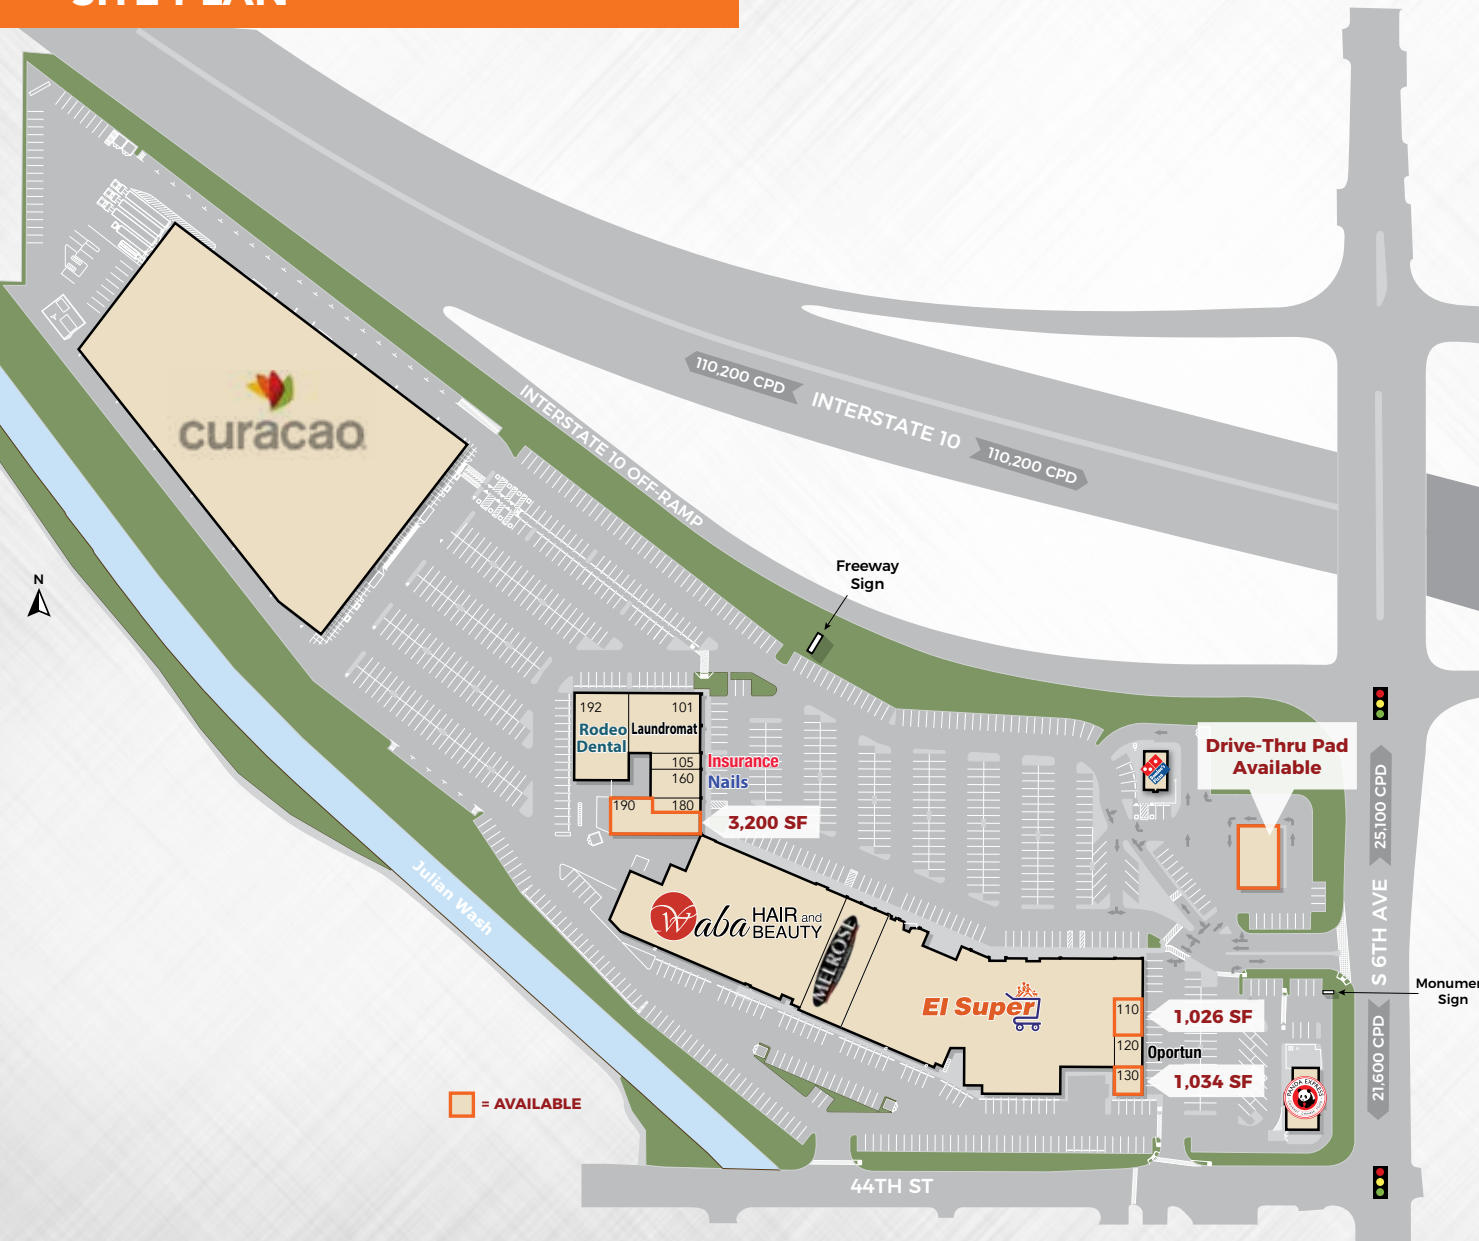 SITE PLAN
curacao
INTERSTATE 10 OFF-RAMP
110,200 CPD
INTERSTATE 10
110,200 CPD
Freeway
Sign
N
192
101
Rodeo
Dental
Laundromat
105
Insurance
160
Nails
190
180
3,200 SF
Drive-Thru Pad
Available
25,100 CPD
S 6TH AVE
21,600 CPD
Julian Wash
Waba HAIR and
BEAUTY
MELROSE
El Super
110
1,026 SF
120
Oportun
130
1,034 SF
Monumen
Sign
PANDA EXPRESS
= AVAILABLE
44TH ST